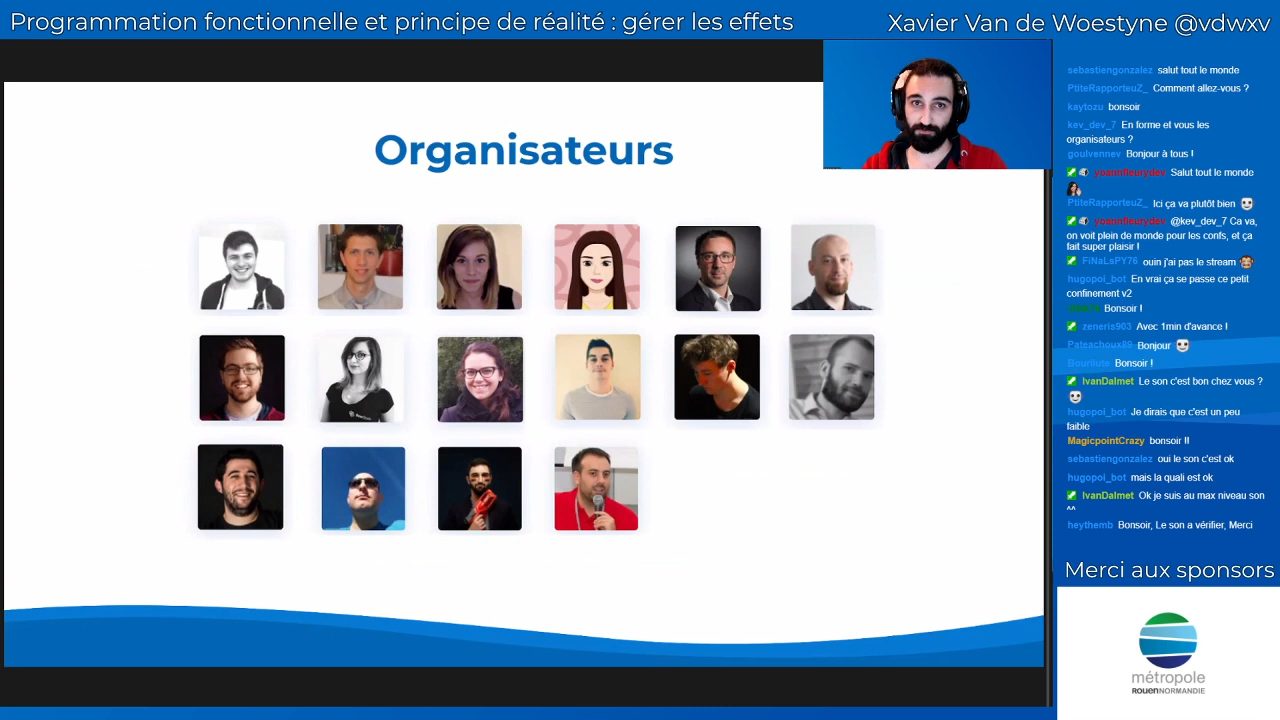 Programmation fonctionnelle et principe de réalité : gérer les effets
Xavier Van de Woestyne @vdwxv
Organisateurs
sebastiengonzalez salut tout le monde
PtiteRapporteuZ_ Comment allez-vous ?
kaytozu bonsoir
kev_dev_7 En forme et vous les
organisateurs ?
goulvennev Bonjour à tous !
yoannfleurydev Salut tout le monde
PtiteRapporteuZ_ Ici ça va plutôt bien
yoannfleurydev @kev_dev_7 Ca va,
on voit plein de monde pour les confs, et ça
fait super plaisir !
FiNaLsPY76 ouin j'ai pas le stream
hugopoi_bot En vrai ça se passe ce petit
confinement v2
Bonsoir !
zeneris903 Avec 1min d'avance !
Pateachoux89 Bonjour
Bourllote Bonsoir !
IvanDalmet Le son c'est bon chez vous ?
hugopoi_bot Je dirais que c'est un peu
faible
MagicpointCrazy bonsoir !!
sebastiengonzalez oui le son c'est ok
hugopoi_bot mais la quali est ok
IvanDalmet Ok je suis au max niveau son
^^
heythemb Bonsoir, Le son a vérifier, Merci
Merci aux sponsors
métropole
ROUENNORMANDIE